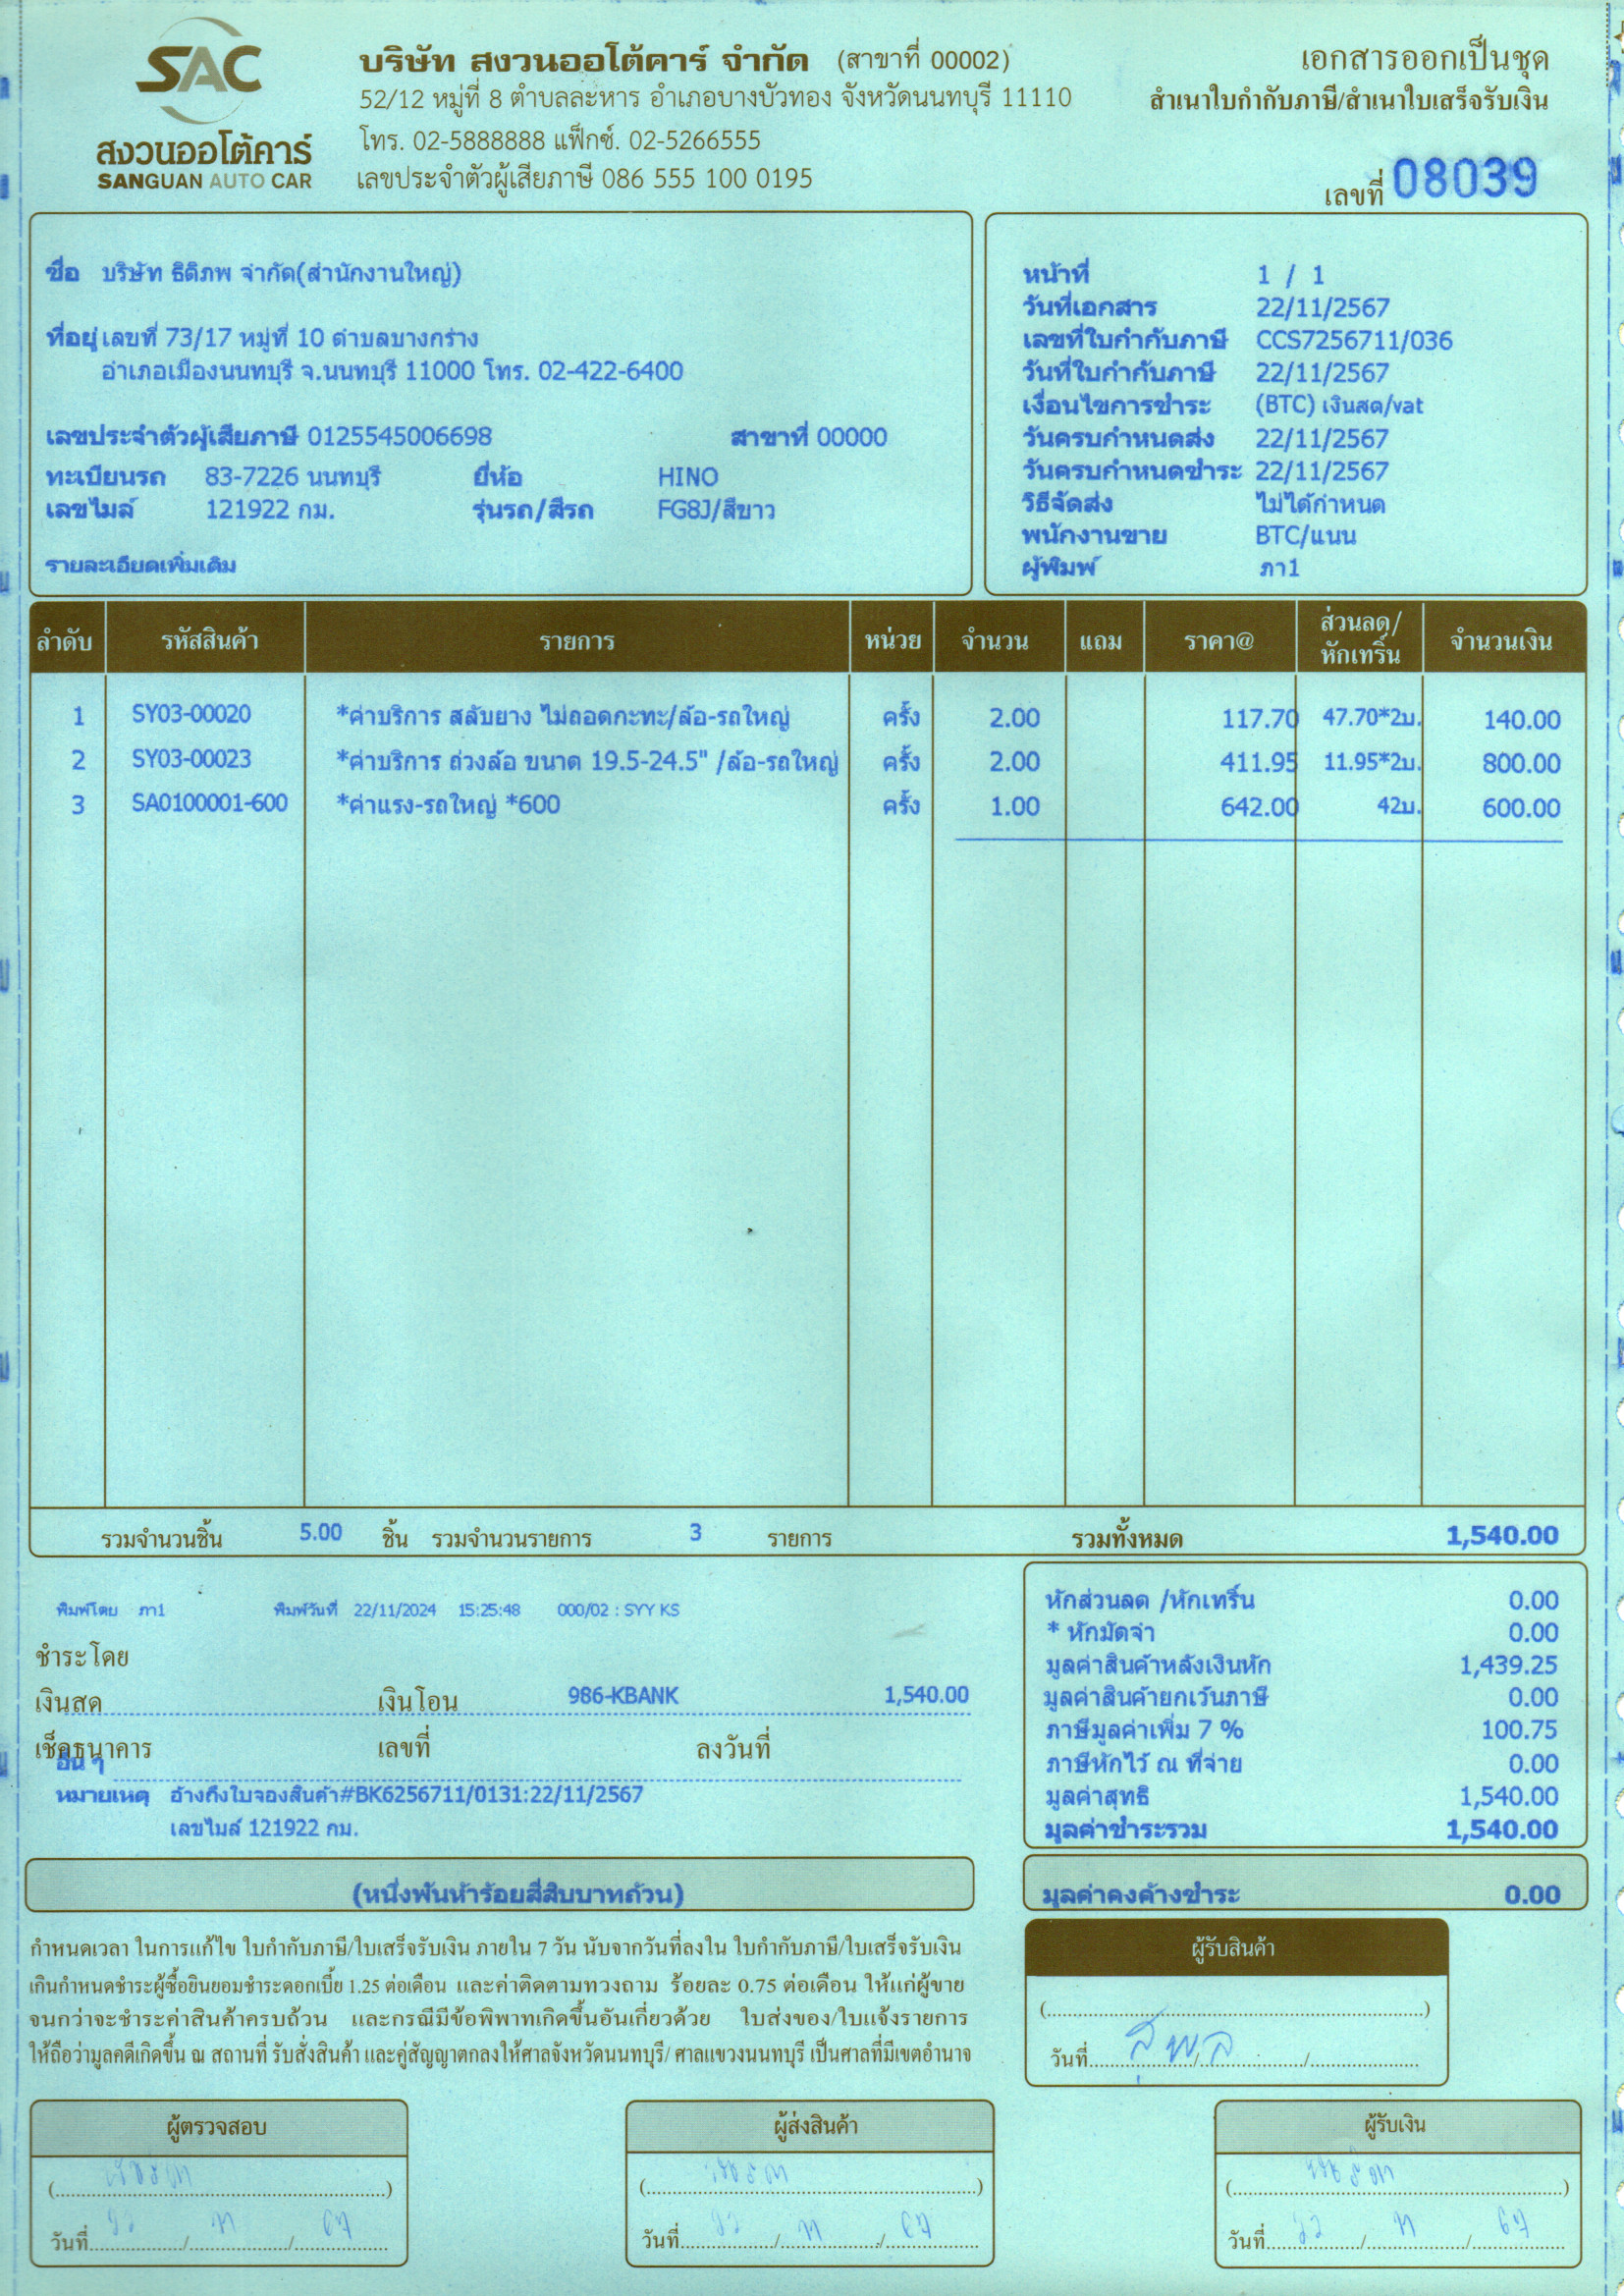 SAC
สงวนออโต้คาร์
SANGUAN AUTO CAR
บริษัท สงวนออโต้คาร์ จำกัด (สาขาที่ 00002)
52/12 หมู่ที่ 8 ตำบลละหาร อำเภอบางบัวทอง จังหวัดนนทบุรี 11110
โทร. 02-5888888 แฟ็กซ์. 02-5266555
เลขประจำตัวผู้เสียภาษี 086 555 100 0195
เอกสารออกเป็นชุด
สำเนาใบกำกับภาษี/สำเนาใบเสร็จรับเงิน
เลขที่ 08039
ชื่อ บริษัท ธิติภพ จำกัด(สำนักงานใหญ่)
ที่อยู่ เลขที่ 73/17 หมู่ที่ 10 ตำบลบางกร่าง
อำเภอเมืองนนทบุรี จ.นนทบุรี 11000 โทร. 02-422-6400
เลขประจำตัวผู้เสียภาษี 0125545006698 สาขาที่ 00000
ทะเบียนรถ 83-7226 นนทบุรี ยี่ห้อ HINO
เลขไมล์ 121922 กม. รุ่นรถ/สีรถ FG8J/สีขาว
รายละเอียดเพิ่มเติม
หน้าที่ 1 / 1
วันที่เอกสาร 22/11/2567
เลขที่ใบกำกับภาษี CCS7256711/036
วันที่ใบกำกับภาษี 22/11/2567
เงื่อนไขการชำระ (BTC) เงินสด/vat
วันครบกำหนดส่ง 22/11/2567
วันครบกำหนดชำระ 22/11/2567
วิธีจัดส่ง ไม่ได้กำหนด
พนักงานขาย BTC/แนน
ผู้พิมพ์ ภา1
ลำดับ รหัสสินค้า รายการ หน่วย จำนวน แถม ราคา@ ส่วนลด/หักเทริ์น จำนวนเงิน
1 SY03-00020 *ค่าบริการ สลับยาง ไม่ถอดกะทะ/ล้อ-รถใหญ่ ครั้ง 2.00 117.70 47.70*2บ. 140.00
2 SY03-00023 *ค่าบริการ ถ่วงล้อ ขนาด 19.5-24.5" /ล้อ-รถใหญ่ ครั้ง 2.00 411.95 11.95*2บ. 800.00
3 SA0100001-600 *ค่าแรง-รถใหญ่ *600 ครั้ง 1.00 642.00 42บ. 600.00
รวมจำนวนชิ้น 5.00 ชิ้น รวมจำนวนรายการ 3 รายการ รวมทั้งหมด 1,540.00
พิมพ์โดย ภา1 พิมพ์วันที่ 22/11/2024 15:25:48 000/02 : SYY KS
ชำระโดย
เงินสด เงินโอน 986-KBANK 1,540.00
เช็คธนาคาร เลขที่ ลงวันที่
อื่น ๆ
หมายเหตุ อ้างถึงใบจองสินค้า#BK6256711/0131:22/11/2567
เลขไมล์ 121922 กม.
หักส่วนลด /หักเทริ์น 0.00
* หักมัดจำ 0.00
มูลค่าสินค้าหลังเงินหัก 1,439.25
มูลค่าสินค้ายกเว้นภาษี 0.00
ภาษีมูลค่าเพิ่ม 7 % 100.75
ภาษีหักไว้ ณ ที่จ่าย 0.00
มูลค่าสุทธิ 1,540.00
มูลค่าชำระรวม 1,540.00
(หนึ่งพันห้าร้อยสี่สิบบาทถ้วน)
มูลค่าคงค้างชำระ 0.00
กำหนดเวลา ในการแก้ไข ใบกำกับภาษี/ใบเสร็จรับเงิน ภายใน 7 วัน นับจากวันที่ลงใน ใบกำกับภาษี/ใบเสร็จรับเงิน
เกินกำหนดชำระผู้ซื้อยินยอมชำระดอกเบี้ย 1.25 ต่อเดือน และค่าติดตามทวงถาม ร้อยละ 0.75 ต่อเดือน ให้แก่ผู้ขาย
จนกว่าจะชำระค่าสินค้าครบถ้วน และกรณีมีข้อพิพาทเกิดขึ้นอันเกี่ยวด้วย ใบส่งของ/ใบแจ้งรายการ
ให้ถือว่ามูลคดีเกิดขึ้น ณ สถานที่ รับสั่งสินค้า และคู่สัญญาตกลงให้ศาลจังหวัดนนทบุรี/ ศาลแขวงนนทบุรี เป็นศาลที่มีเขตอำนาจ
ผู้รับสินค้า
วันที่ สุพล
ผู้ตรวจสอบ ผู้ส่งสินค้า ผู้รับเงิน
วันที่ 22 / 11 / 67 วันที่ 22 / 11 / 67 วันที่ 22 / 11 / 67